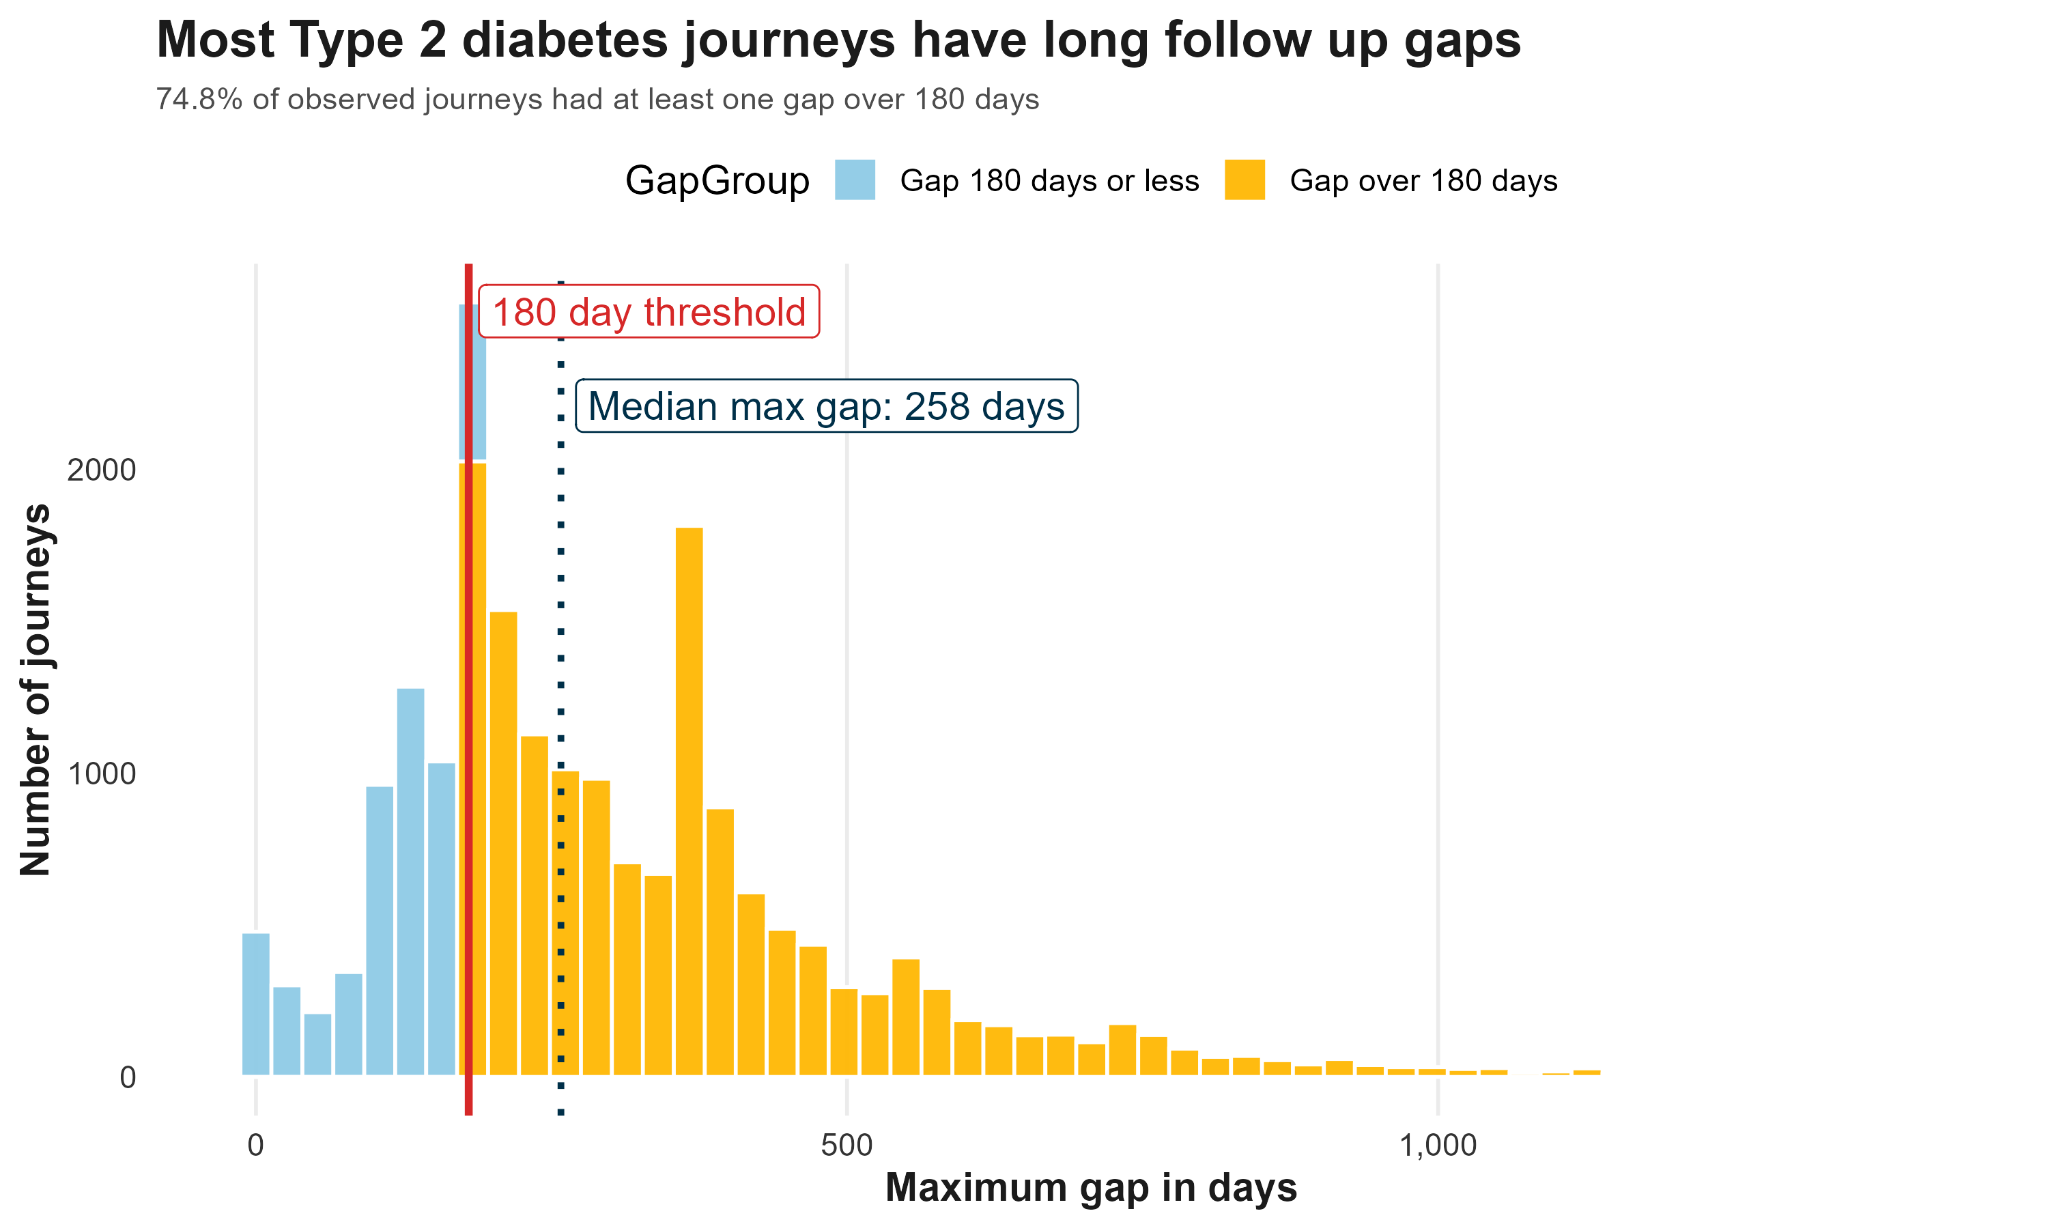 Most Type 2 diabetes journeys have long follow up gaps
74.8% of observed journeys had at least one gap over 180 days
GapGroup Gap 180 days or less Gap over 180 days
180 day threshold
Median max gap: 258 days
Number of journeys
2000
1000
0
0 500 1,000
Maximum gap in days